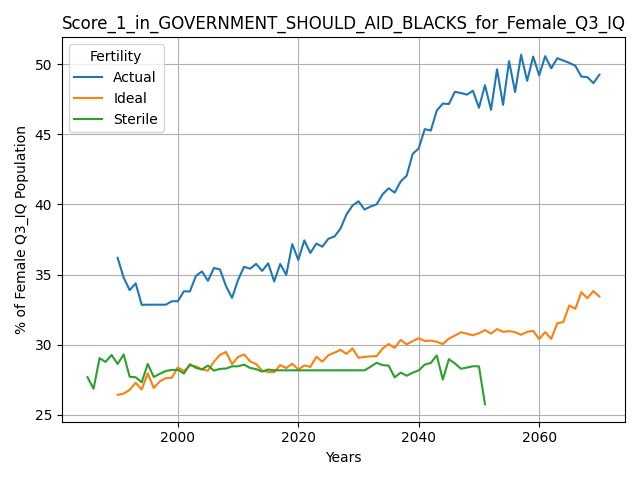 Score_1_in_GOVERNMENT_SHOULD_AID_BLACKS_for_Female_Q3_IQ
Fertility
Actual
Ideal
Sterile
% of Female Q3_IQ Population
50
45
40
35
30
25
2000
2020
2040
2060
Years